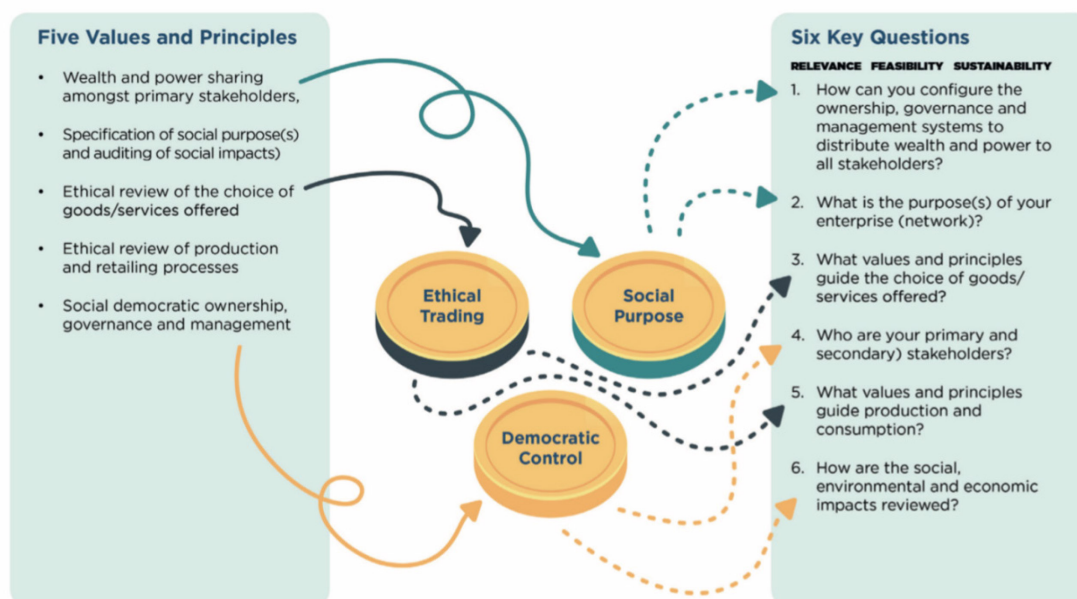 Five Values and Principles
• Wealth and power sharing
amongst primary stakeholders,
• Specification of social purpose(s)
and auditing of social impacts)
• Ethical review of the choice of
goods/services offered
• Ethical review of production
and retailing processes
• Social democratic ownership,
governance and management
Ethical
Trading
Social
Purpose
Democratic
Control
Six Key Questions
RELEVANCE FEASIBILITY SUSTAINABILITY
1. How can you configure the
ownership, governance and
management systems to
distribute wealth and power to
all stakeholders?
2. What is the purpose(s) of your
enterprise (network)?
3. What values and principles
guide the choice of goods/
services offered?
4. Who are your primary and
secondary) stakeholders?
5. What values and principles
guide production and
consumption?
6. How are the social,
environmental and economic
impacts reviewed?